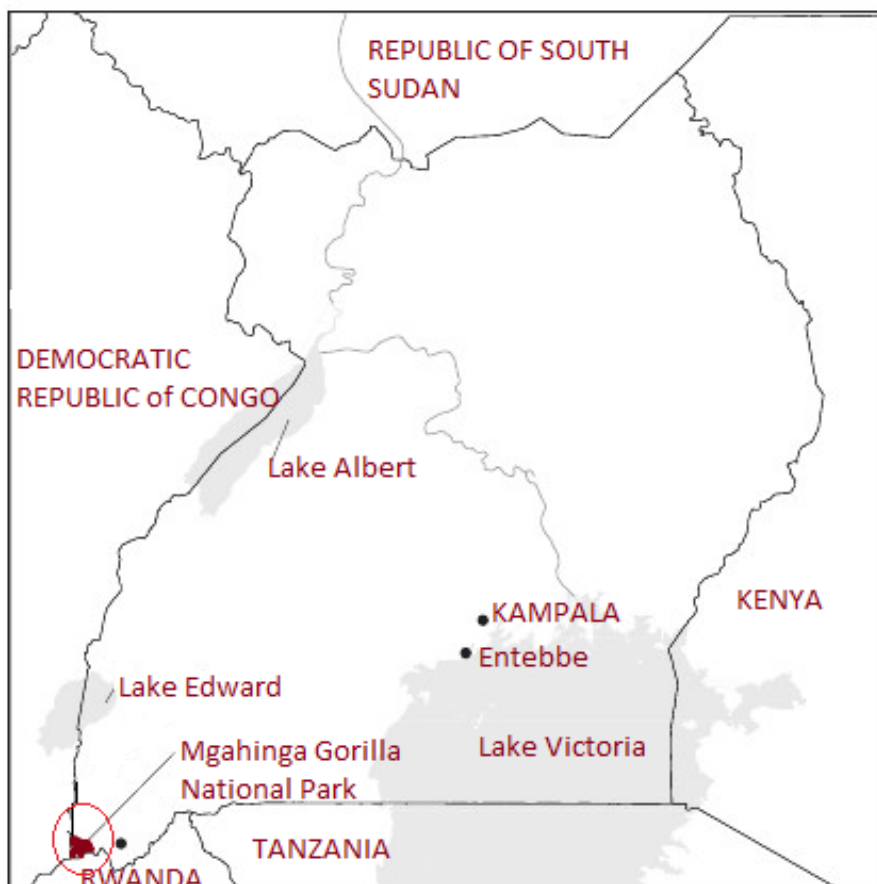 REPUBLIC OF SOUTH
SUDAN
DEMOCRATIC
REPUBLIC of CONGO
Lake Albert
KAMPALA
KENYA
Entebbe
Lake Edward
Lake Victoria
Mgahinga Gorilla
National Park
TANZANIA
RWANDA